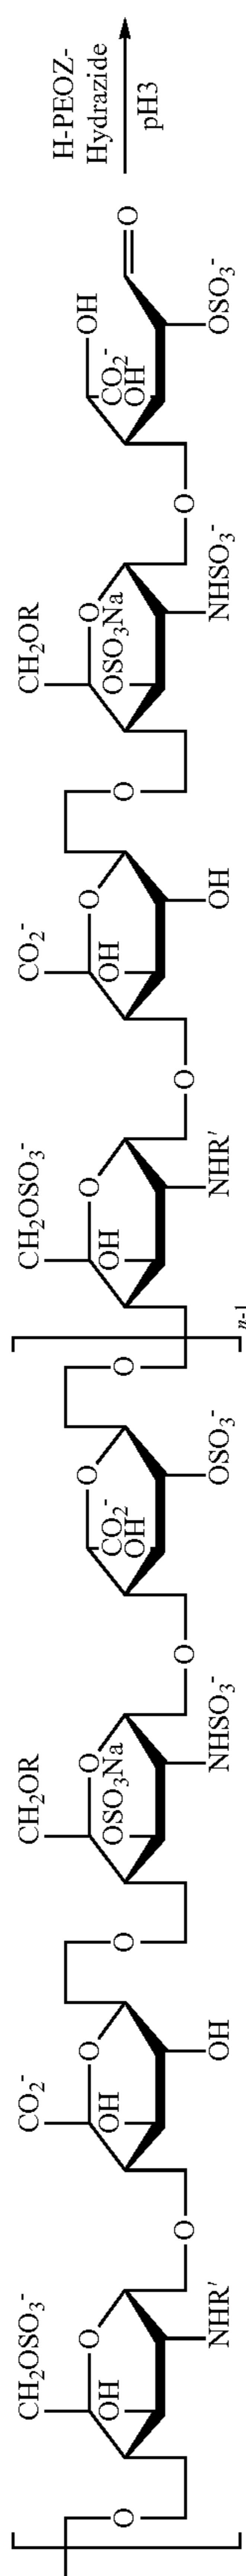 O
CH₂OSO₃⁻
O
OH
NHR'
O
CO₂⁻
O
OH
OH
O
CH₂OR
O
OSO₃Na
NHSO₃⁻
O
O
CO₂⁻
OH
OSO₃⁻
O
n-1
CH₂OSO₃⁻
O
OH
NHR'
O
CO₂⁻
O
OH
OH
O
CH₂OR
O
OSO₃Na
NHSO₃⁻
O
OH
CO₂⁻
OH
O
OSO₃⁻
H-PEOZ-
Hydrazide
pH3